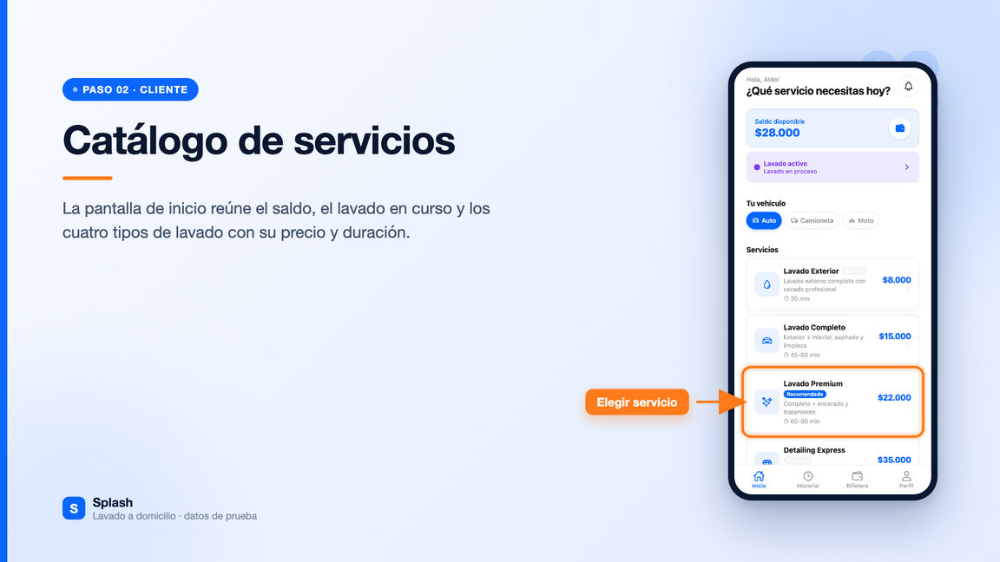 PASO 02 · CLIENTE
Catálogo de servicios
La pantalla de inicio reúne el saldo, el lavado en curso y los
cuatro tipos de lavado con su precio y duración.
Elegir servicio
S
Splash
Lavado a domicilio · datos de prueba
Hola, Aldo!
¿Qué servicio necesitas hoy?
Saldo disponible
$28.000
Lavado activo
Lavado en proceso
Tu vehículo
Auto
Camioneta
Moto
Servicios
Lavado Exterior
Lavado externo completo con
secado profesional
30 min
$8.000
Lavado Completo
Exterior + interior, aspirado y
limpieza
45-60 min
$15.000
Lavado Premium
Recomendado
Completo + encerado y
tratamiento
60-90 min
$22.000
Detailing Express
$35.000
Inicio
Historial
Billetera
Perfil